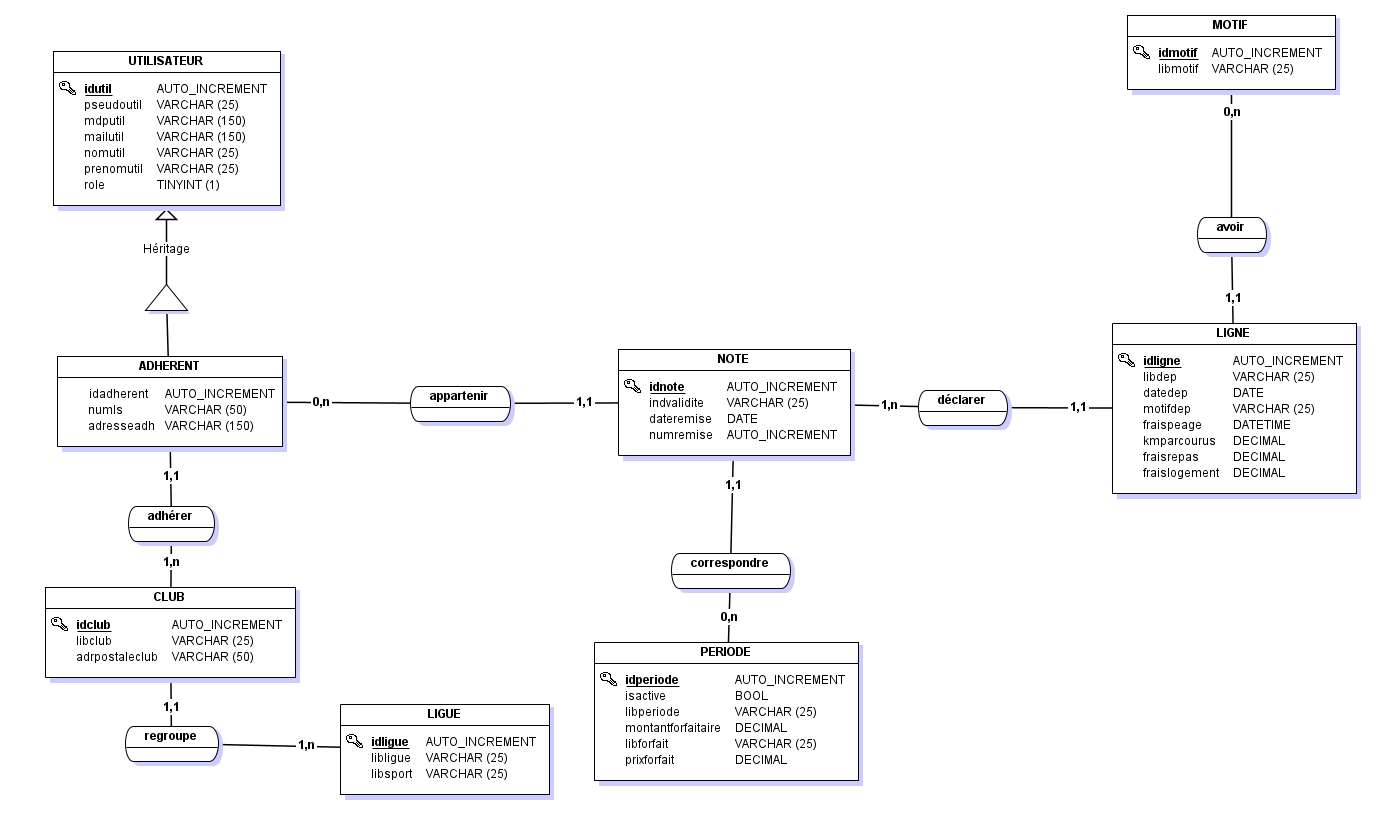 MOTIF
idmotif AUTO_INCREMENT
libmotif VARCHAR (25)
0,n
avoir
1,1
UTILISATEUR
idutil AUTO_INCREMENT
pseudoutil VARCHAR (25)
mdputil VARCHAR (150)
mailutil VARCHAR (150)
nomutil VARCHAR (25)
prenomutil VARCHAR (25)
role TINYINT (1)
Héritage
ADHERENT
idadherent AUTO_INCREMENT
numls VARCHAR (50)
adresseadh VARCHAR (150)
0,n
appartenir
1,1
NOTE
idnote AUTO_INCREMENT
indvalidite VARCHAR (25)
dateremise DATE
numremise AUTO_INCREMENT
1,n
déclarer
1,1
LIGNE
idligne AUTO_INCREMENT
libdep VARCHAR (25)
datedep DATE
motifdep VARCHAR (25)
fraispeage DATETIME
kmparcourus DECIMAL
fraisrepas DECIMAL
fraislogement DECIMAL
1,1
adhérer
1,n
CLUB
idclub AUTO_INCREMENT
libclub VARCHAR (25)
adrpostaleclub VARCHAR (50)
1,1
regroupe
1,n
LIGUE
idligue AUTO_INCREMENT
libligue VARCHAR (25)
libsport VARCHAR (25)
1,1
correspondre
0,n
PERIODE
idperiode AUTO_INCREMENT
isactive BOOL
libperiode VARCHAR (25)
montantforfaitaire DECIMAL
libforfait VARCHAR (25)
prixforfait DECIMAL